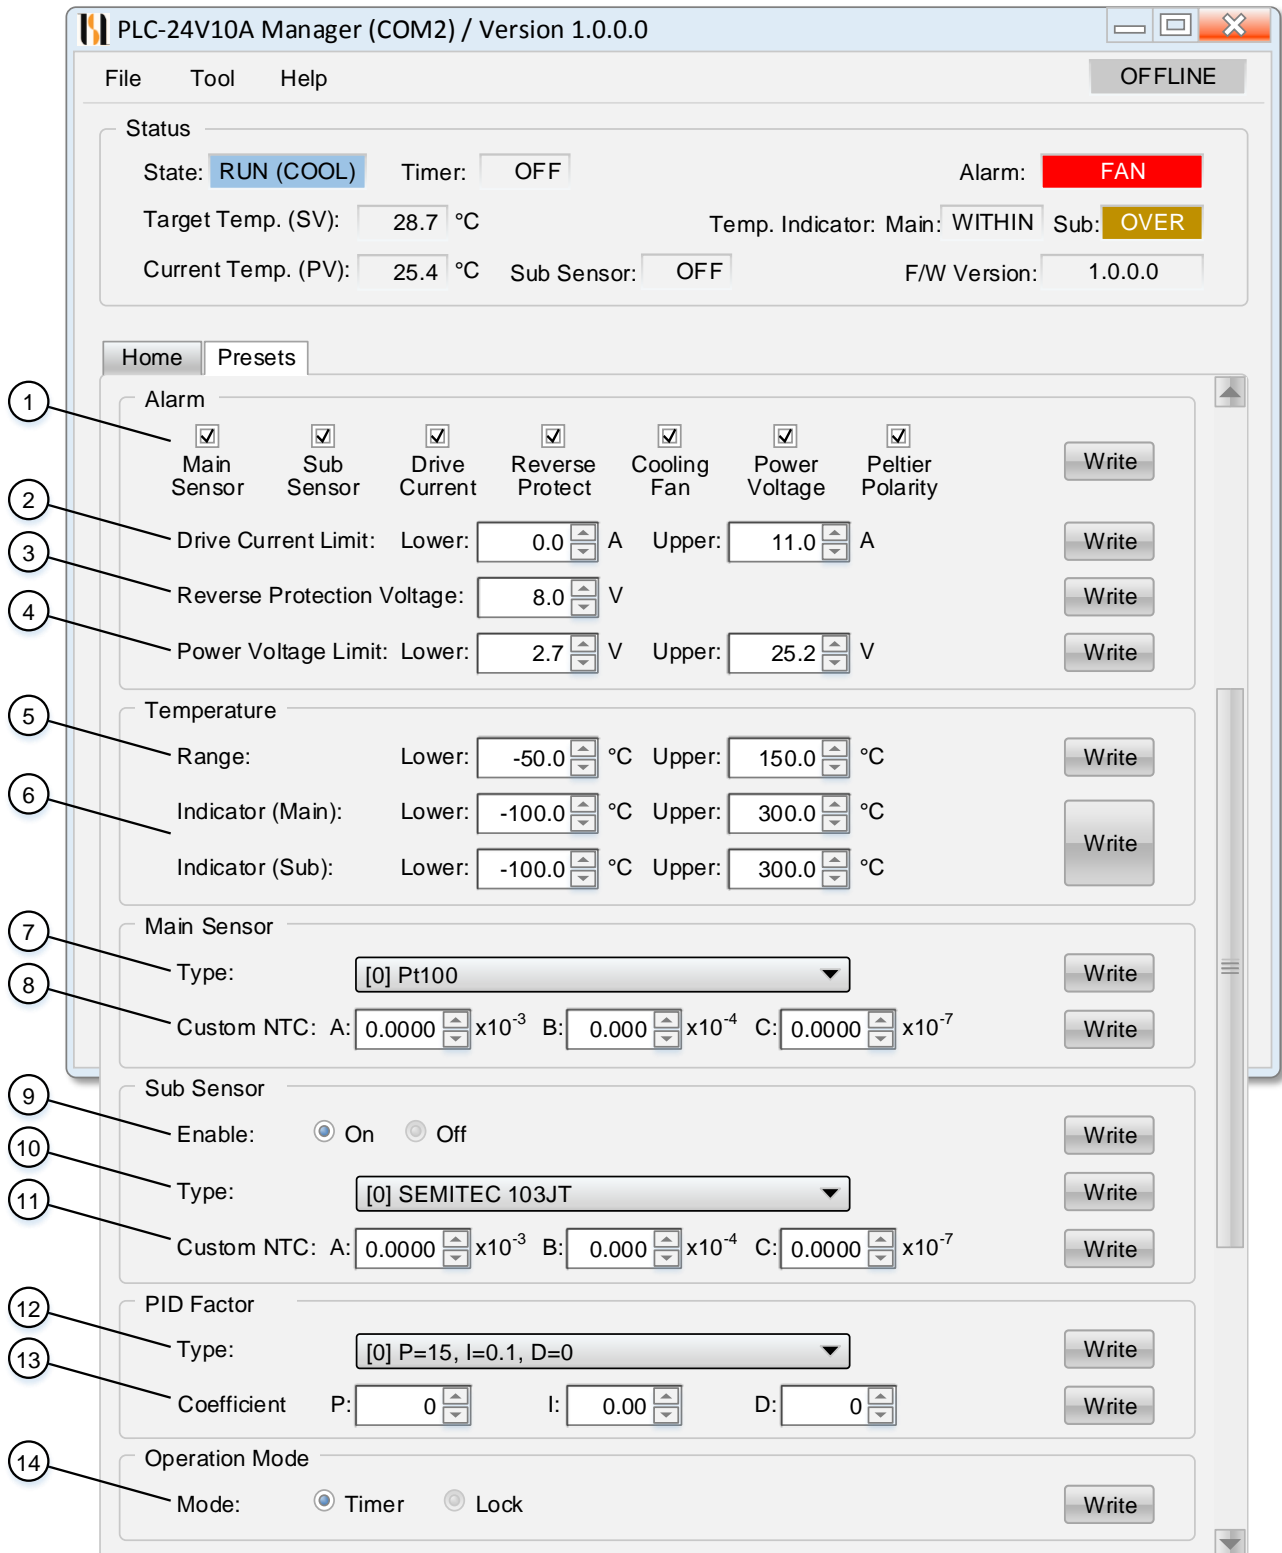 PLC-24V10A Manager (COM2) / Version 1.0.0.0
File Tool Help OFFLINE
Status
State: RUN (COOL) Timer: OFF Alarm: FAN
Target Temp. (SV): 28.7 °C Temp. Indicator: Main: WITHIN Sub: OVER
Current Temp. (PV): 25.4 °C Sub Sensor: OFF F/W Version: 1.0.0.0
Home Presets
1 Alarm
Main Sensor Sub Sensor Drive Current Reverse Protect Cooling Fan Power Voltage Peltier Polarity Write
2 Drive Current Limit: Lower: 0.0 A Upper: 11.0 A Write
3 Reverse Protection Voltage: 8.0 V Write
4 Power Voltage Limit: Lower: 2.7 V Upper: 25.2 V Write
Temperature
5 Range: Lower: -50.0 °C Upper: 150.0 °C Write
6 Indicator (Main): Lower: -100.0 °C Upper: 300.0 °C Write
Indicator (Sub): Lower: -100.0 °C Upper: 300.0 °C
Main Sensor
7 Type: [0] Pt100 Write
8 Custom NTC: A: 0.0000 x10-3 B: 0.000 x10-4 C: 0.0000 x10-7 Write
Sub Sensor
9 Enable: On Off Write
10 Type: [0] SEMITEC 103JT Write
11 Custom NTC: A: 0.0000 x10-3 B: 0.000 x10-4 C: 0.0000 x10-7 Write
PID Factor
12 Type: [0] P=15, I=0.1, D=0 Write
13 Coefficient P: 0 I: 0.00 D: 0 Write
Operation Mode
14 Mode: Timer Lock Write